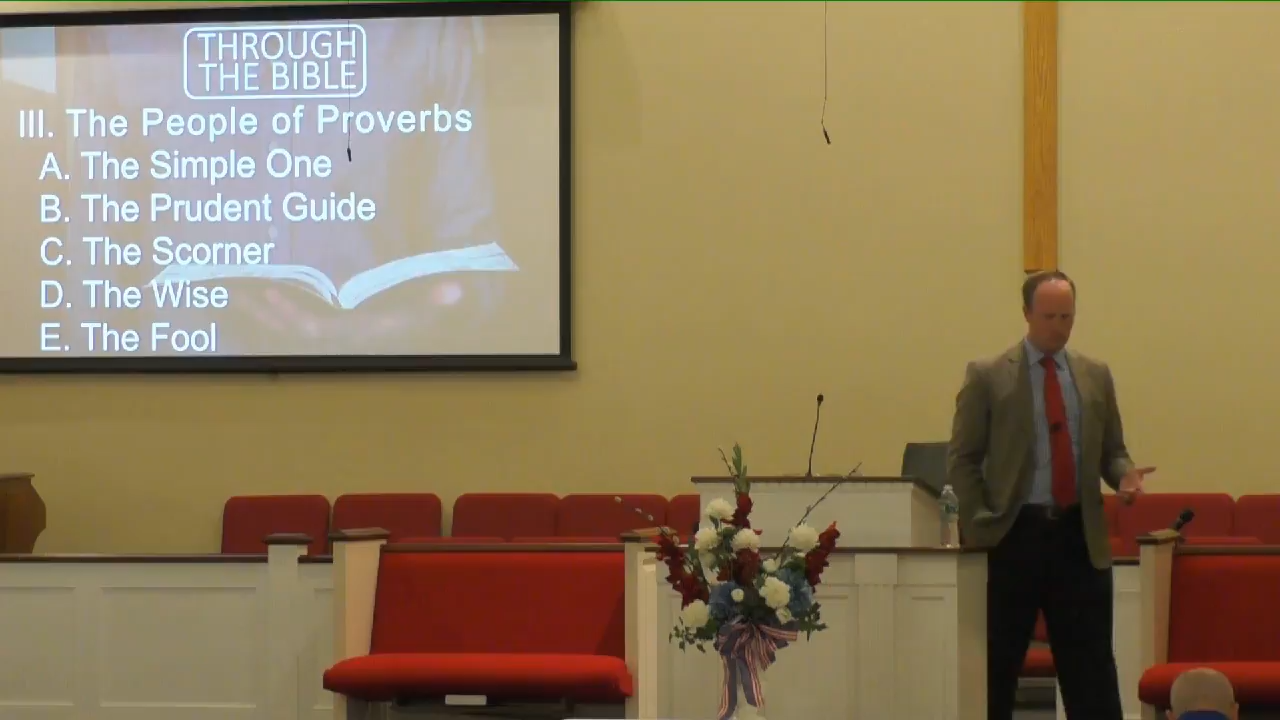 THROUGH
THE BIBLE
III. The People of Proverbs
A. The Simple One
B. The Prudent Guide
C. The Scorner
D. The Wise
E. The Fool